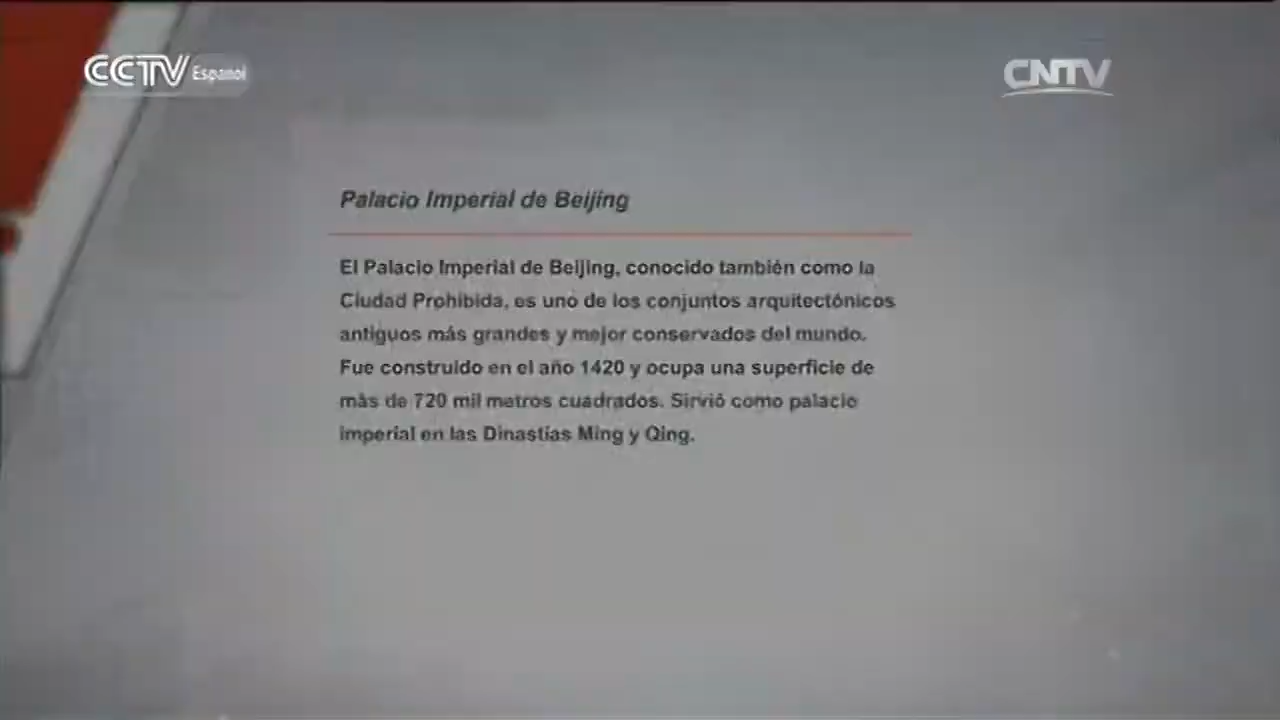 CCTV Español
CNTV
Palacio Imperial de Beijing
El Palacio Imperial de Beijing, conocido también como la
Ciudad Prohibida, es uno de los conjuntos arquitectónicos
antiguos más grandes y mejor conservados del mundo.
Fue construido en el año 1420 y ocupa una superficie de
más de 720 mil metros cuadrados. Sirvió como palacio
imperial en las Dinastías Ming y Qing.